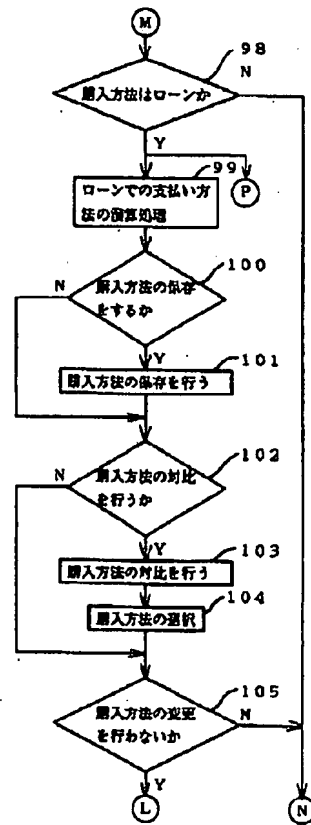 M
98
購入方法はローンか
N
Y
99
P
ローンでの支払い方
法の演算処理
100
N
購入方法の保存
をするか
Y
101
購入方法の保存を行う
102
N
購入方法の対比
を行うか
Y
103
購入方法の対比を行う
104
購入方法の選択
105
購入方法の変更
を行わないか
N
Y
L
N